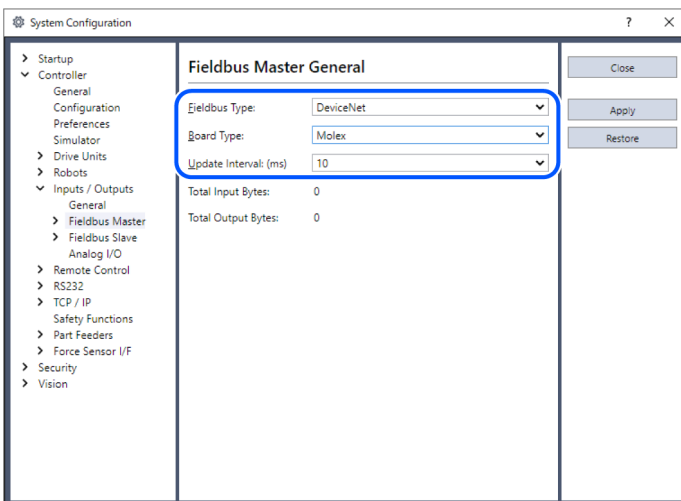 System Configuration
? ×
Startup
Controller
General
Configuration
Preferences
Simulator
Drive Units
Robots
Inputs / Outputs
General
Fieldbus Master
Fieldbus Slave
Analog I/O
Remote Control
RS232
TCP / IP
Safety Functions
Part Feeders
Force Sensor I/F
Security
Vision
Fieldbus Master General
Fieldbus Type: DeviceNet
Board Type: Molex
Update Interval: (ms) 10
Total Input Bytes: 0
Total Output Bytes: 0
Close
Apply
Restore